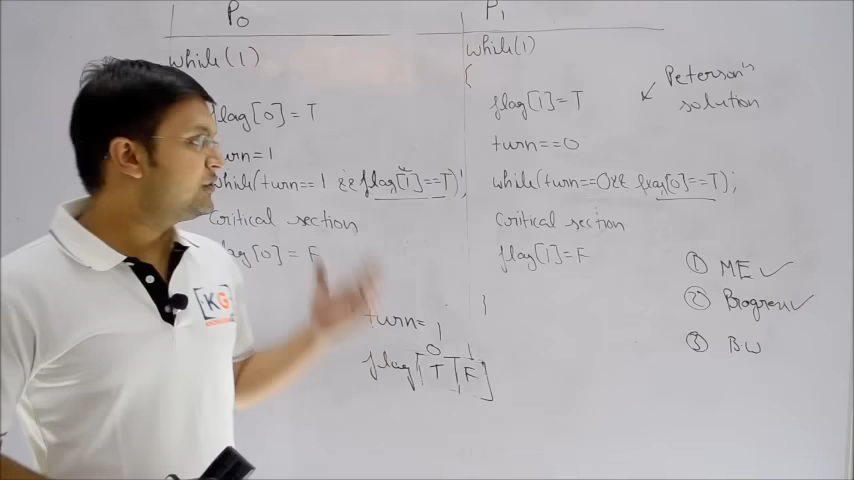 P0
while(1)
flag[0]=T
turn=1
while(turn==1 && flag[1]==T);
Critical section
flag[0]=F
P1
while(1)
{
flag[1]=T
turn==0
while(turn==0&& flag[0]==T);
Critical section
flag[1]=F
}
Peterson's
solution
① ME ✓
② Progress ✓
③ BW
turn=1
0 1
flag[T|F]
KG